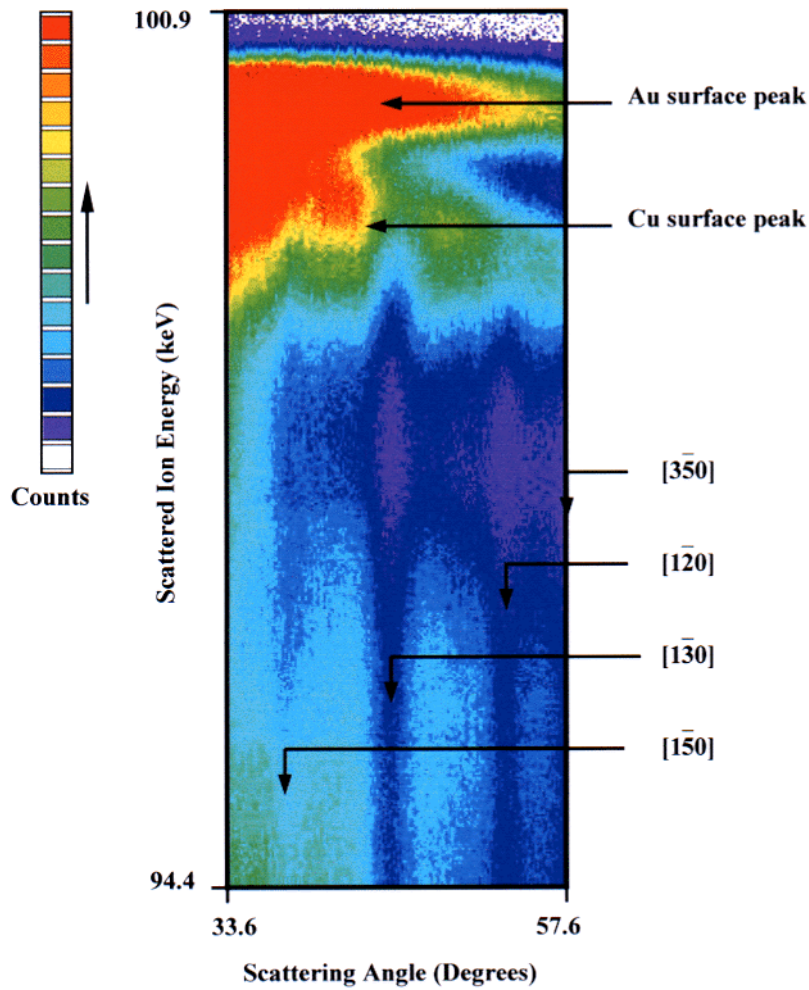 100.9
Au surface peak
Cu surface peak
Scattered Ion Energy (keV)
Counts
[35̅0]
[12̅0]
[13̅0]
[15̅0]
94.4
33.6
57.6
Scattering Angle (Degrees)